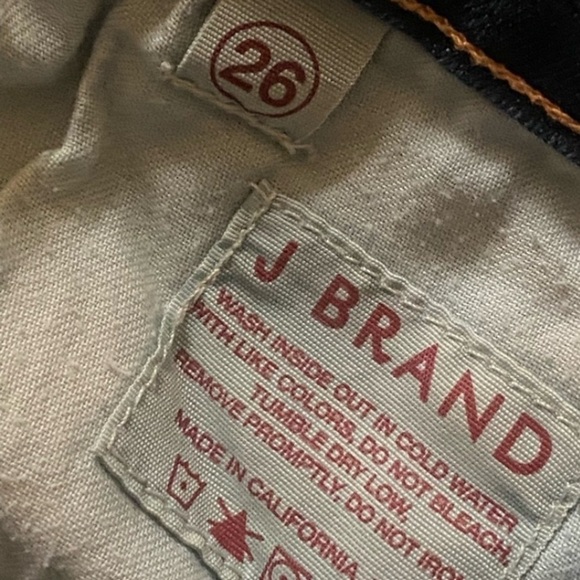 26
J BRAND
WASH INSIDE OUT IN COLD WATER
WITH LIKE COLORS, DO NOT BLEACH,
TUMBLE DRY LOW,
REMOVE PROMPTLY, DO NOT IRON
MADE IN CALIFORNIA